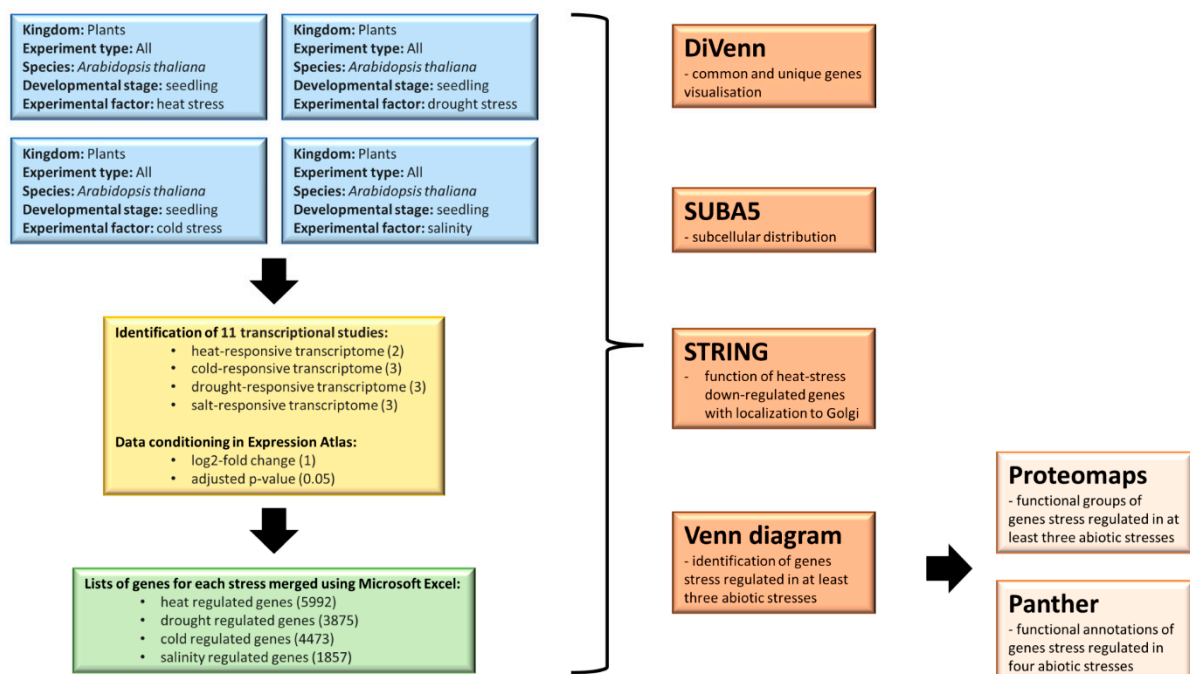 Kingdom: Plants
Experiment type: All
Species: Arabidopsis thaliana
Developmental stage: seedling
Experimental factor: heat stress
Kingdom: Plants
Experiment type: All
Species: Arabidopsis thaliana
Developmental stage: seedling
Experimental factor: drought stress
Kingdom: Plants
Experiment type: All
Species: Arabidopsis thaliana
Developmental stage: seedling
Experimental factor: cold stress
Kingdom: Plants
Experiment type: All
Species: Arabidopsis thaliana
Developmental stage: seedling
Experimental factor: salinity
Identification of 11 transcriptional studies:
• heat-responsive transcriptome (2)
• cold-responsive transcriptome (3)
• drought-responsive transcriptome (3)
• salt-responsive transcriptome (3)
Data conditioning in Expression Atlas:
• log2-fold change (1)
• adjusted p-value (0.05)
Lists of genes for each stress merged using Microsoft Excel:
• heat regulated genes (5992)
• drought regulated genes (3875)
• cold regulated genes (4473)
• salinity regulated genes (1857)
DiVenn
- common and unique genes
visualisation
SUBA5
- subcellular distribution
STRING
- function of heat-stress
down-regulated genes
with localization to Golgi
Venn diagram
- identification of genes
stress regulated in at least
three abiotic stresses
Proteomaps
- functional groups of
genes stress regulated in at
least three abiotic stresses
Panther
- functional annotations of
genes stress regulated in
four abiotic stresses